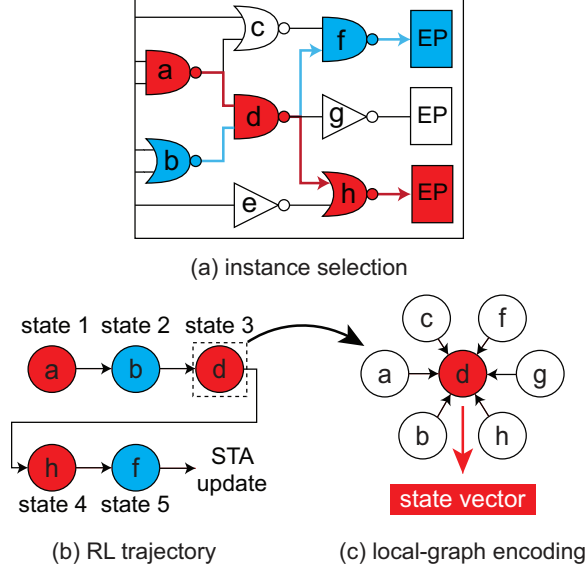 c
f
EP
a
d
g
EP
b
h
EP
e
(a) instance selection
state 1 state 2 state 3
a
b
d
h
f
STA
update
state 4 state 5
(b) RL trajectory
c
f
a
d
g
b
h
state vector
(c) local-graph encoding